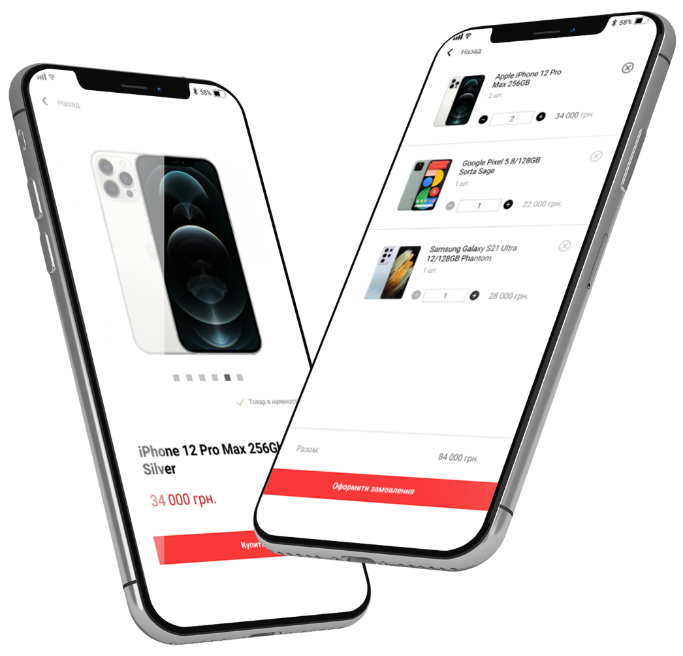 58%
Назад
Товар в наявност
iPhone 12 Pro Max 256G
Silver
34 000 грн.
Купит
58%
Назад
Apple iPhone 12 Pro
Max 256GB
2 шт.
2
34 000 грн.
Google Pixel 5 8/128GB
Sorta Sage
1 шт.
1
22 000 грн.
Samsung Galaxy S21 Ultra
12/128GB Phantom
1 шт.
1
28 000 грн.
Разом:
84 000 грн.
Оформити замовлення